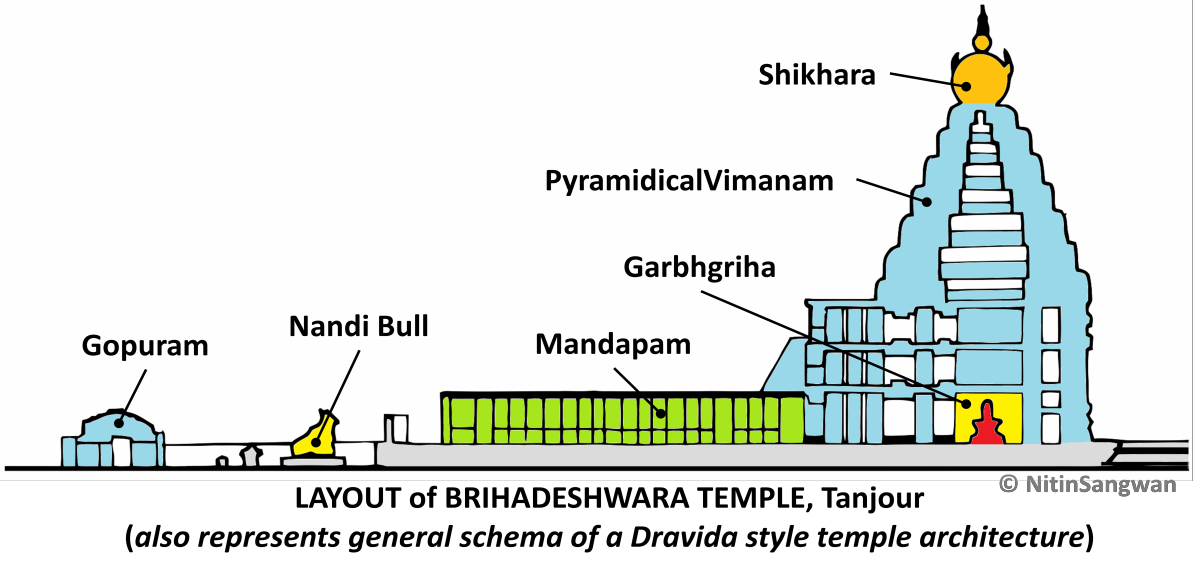 Shikhara
PyramidicalVimanam
Garbhgriha
Nandi Bull
Gopuram
Mandapam
© NitinSangwan
LAYOUT of BRIHADESHWARA TEMPLE, Tanjour
(also represents general schema of a Dravida style temple architecture)